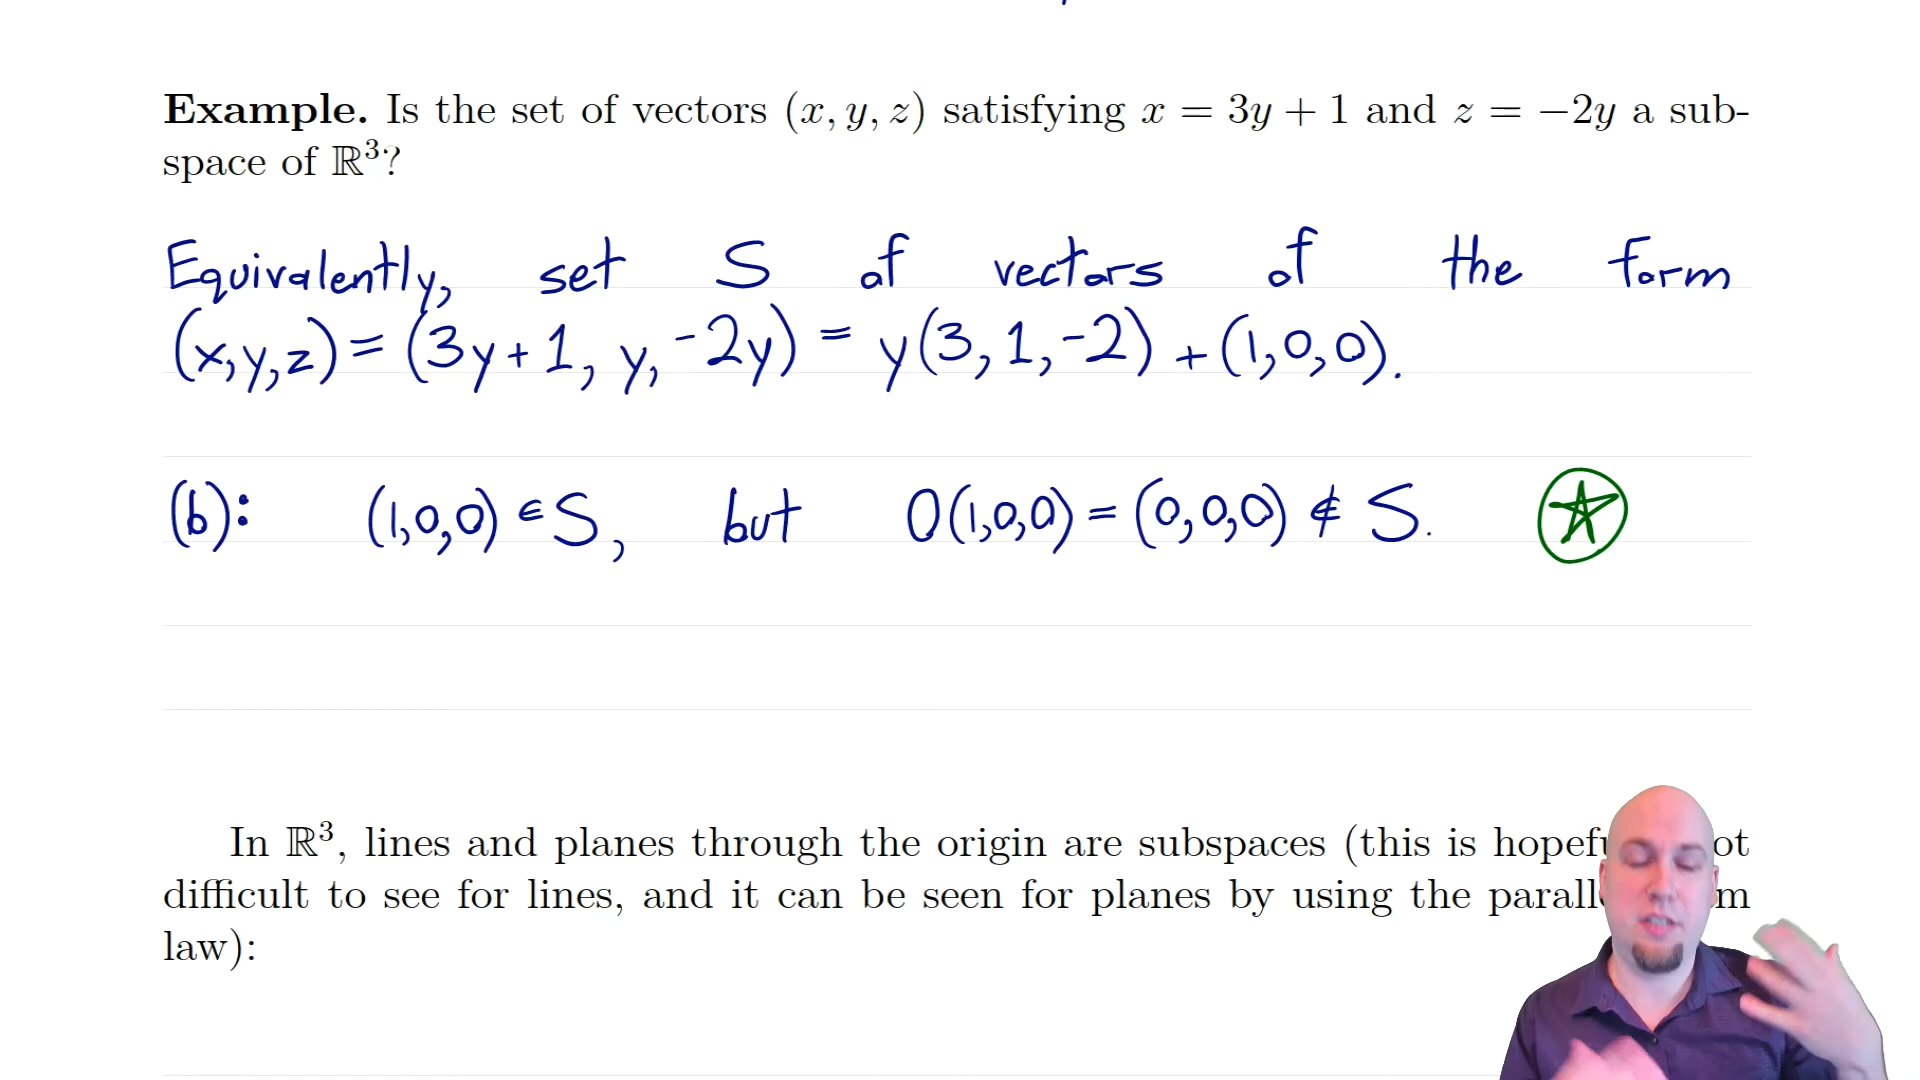 Example. Is the set of vectors (x, y, z) satisfying x = 3y + 1 and z = −2y a sub-
space of ℝ³?
Equivalently, set S of vectors of the form
(x,y,z) = (3y+1, y, -2y) = y(3,1,-2) + (1,0,0).
(b): (1,0,0) ∈ S, but 0(1,0,0) = (0,0,0) ∉ S.
In ℝ³, lines and planes through the origin are subspaces (this is
difficult to see for lines, and it can be seen for planes by using the
law):